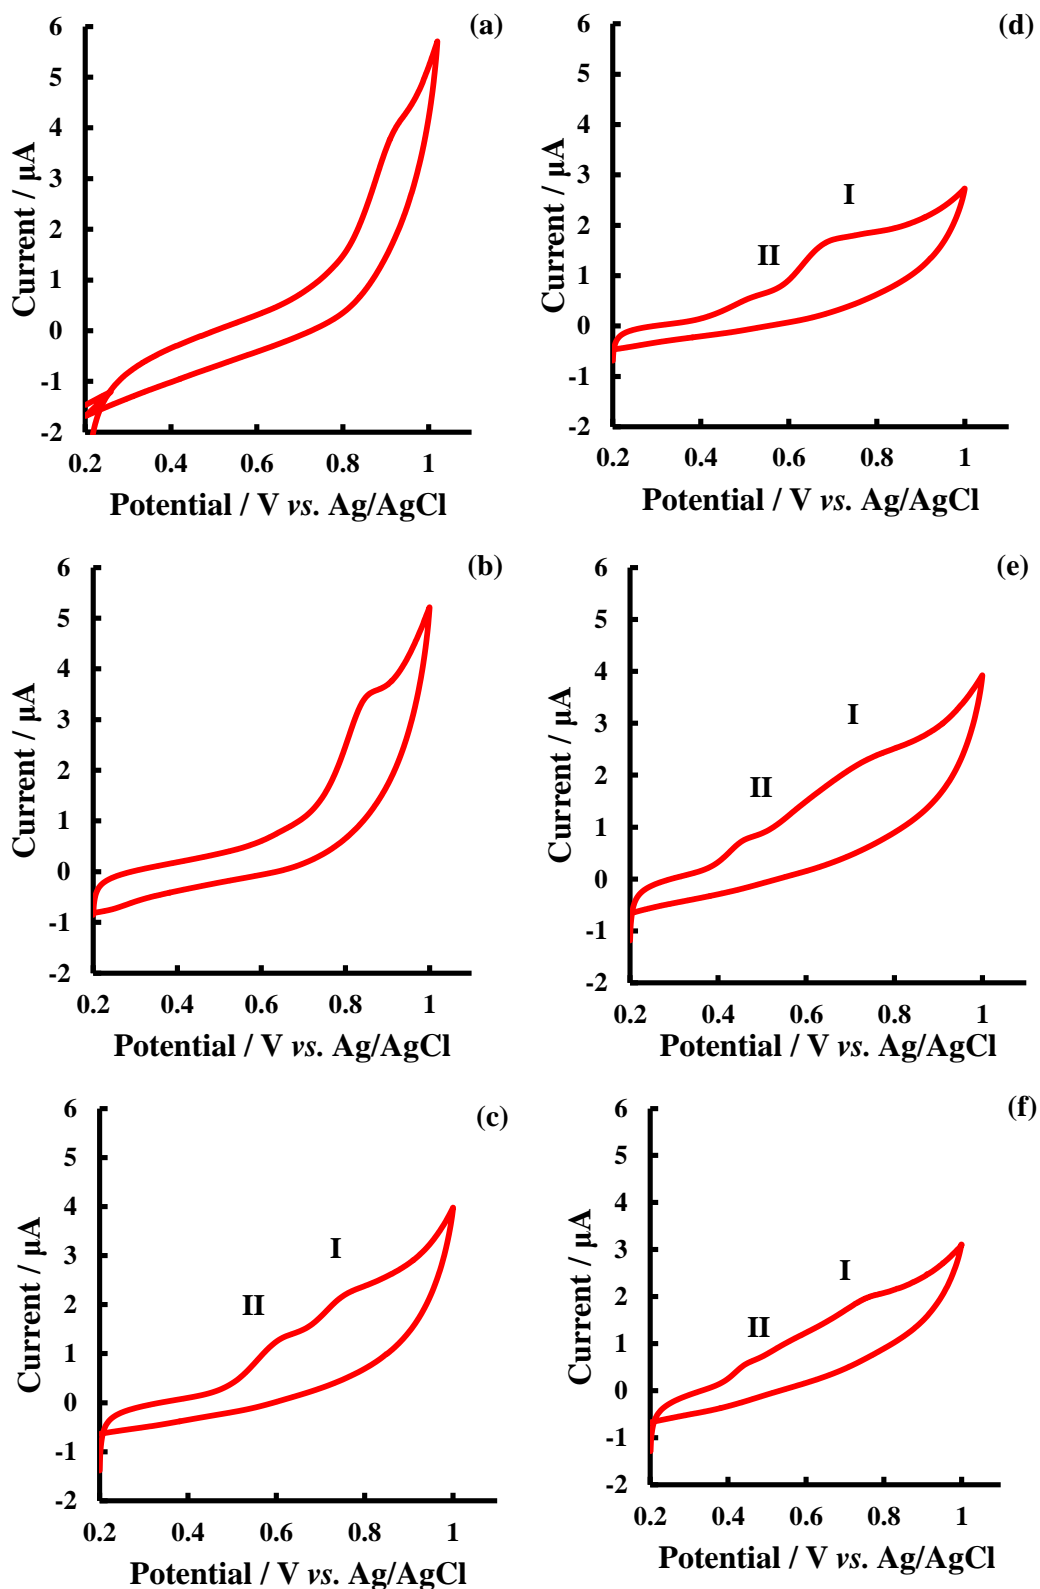 (a)
6
5
4
3
2
1
0
-1
-2
Current / µA
0.2 0.4 0.6 0.8 1
Potential / V vs. Ag/AgCl
(d)
6
5
4
3
2
1
0
-1
-2
Current / µA
I
II
0.2 0.4 0.6 0.8 1
Potential / V vs. Ag/AgCl
(b)
6
5
4
3
2
1
0
-1
-2
Current / µA
0.2 0.4 0.6 0.8 1
Potential / V vs. Ag/AgCl
(e)
6
5
4
3
2
1
0
-1
-2
Current / µA
I
II
0.2 0.4 0.6 0.8 1
Potential / V vs. Ag/AgCl
(c)
6
5
4
3
2
1
0
-1
-2
Current / µA
I
II
0.2 0.4 0.6 0.8 1
Potential / V vs. Ag/AgCl
(f)
6
5
4
3
2
1
0
-1
-2
Current / µA
I
II
0.2 0.4 0.6 0.8 1
Potential / V vs. Ag/AgCl